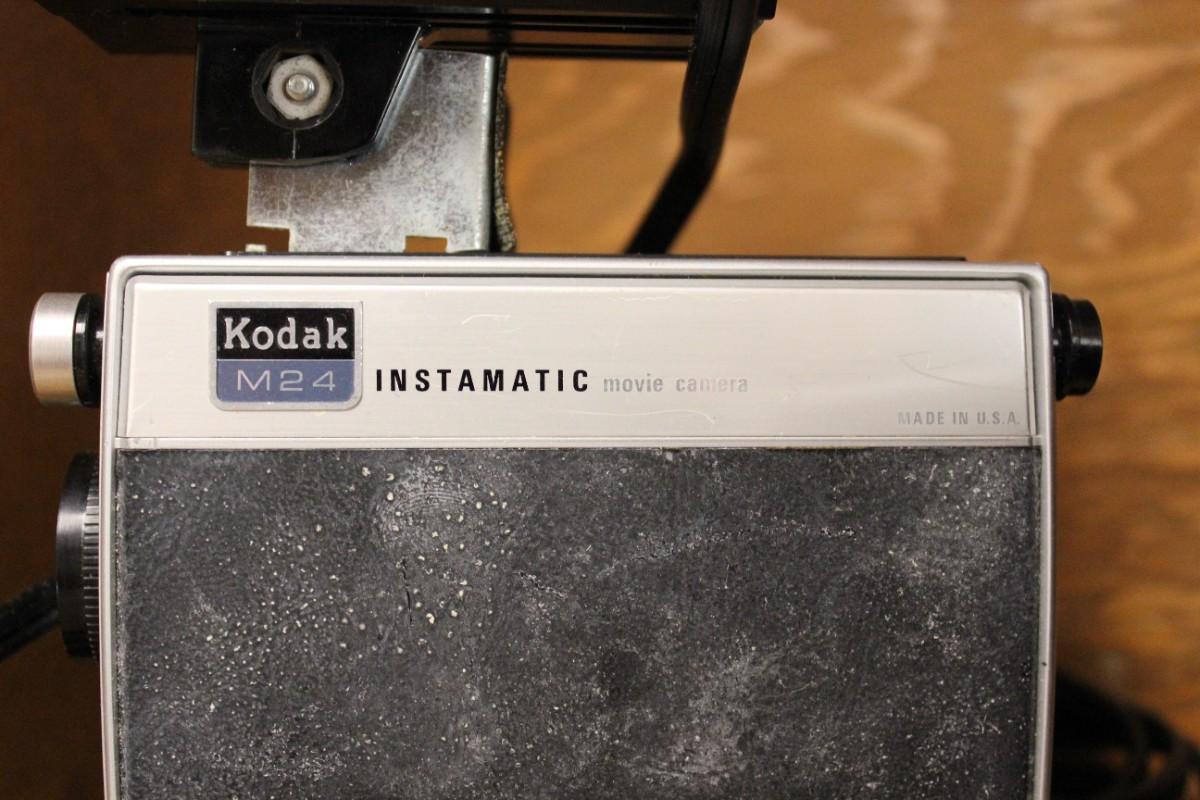 Kodak
M24
INSTAMATIC movie camera
MADE IN U.S.A.